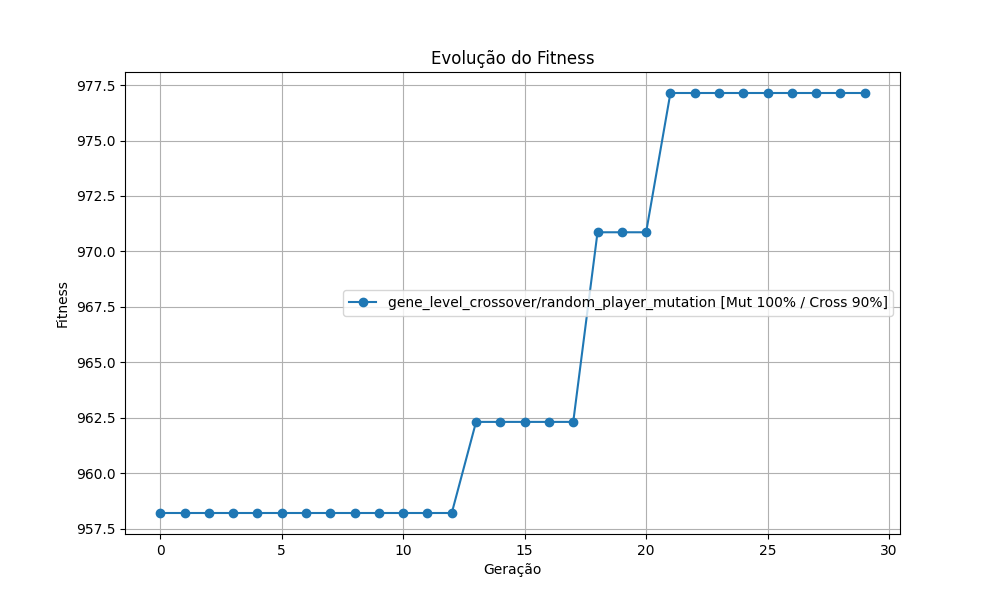 Evolução do Fitness
977.5
975.0
972.5
970.0
967.5
965.0
962.5
960.0
957.5
Fitness
gene_level_crossover/random_player_mutation [Mut 100% / Cross 90%]
0 5 10 15 20 25 30
Geração